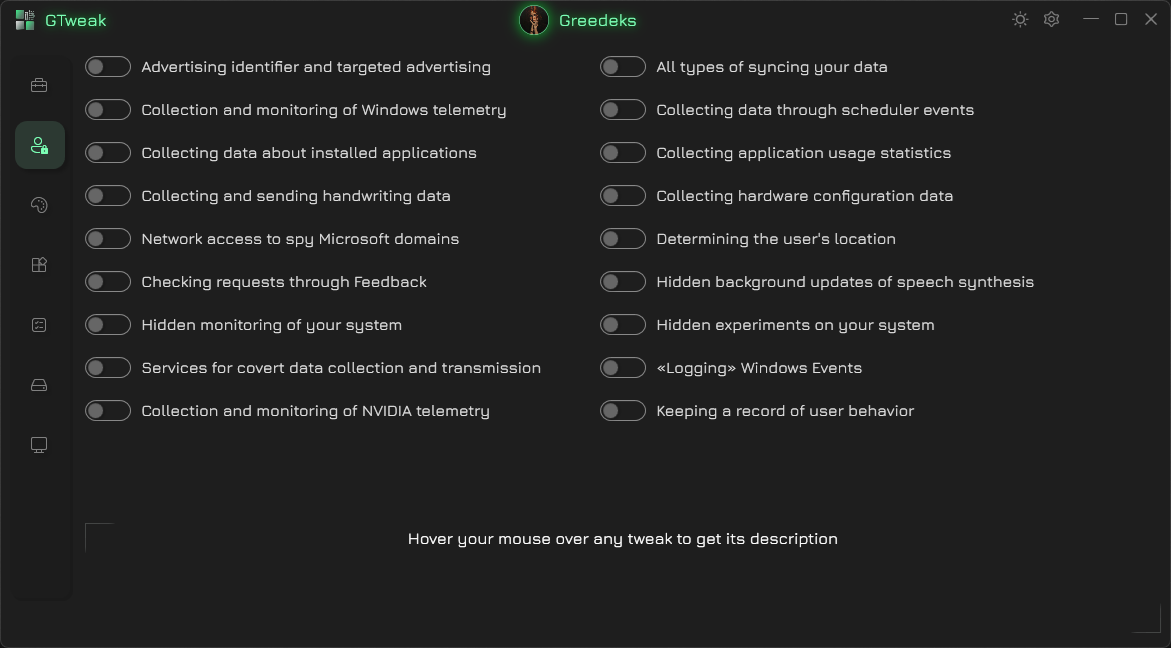 GTweak
Greedeks
Advertising identifier and targeted advertising
All types of syncing your data
Collection and monitoring of Windows telemetry
Collecting data through scheduler events
Collecting data about installed applications
Collecting application usage statistics
Collecting and sending handwriting data
Collecting hardware configuration data
Network access to spy Microsoft domains
Determining the user's location
Checking requests through Feedback
Hidden background updates of speech synthesis
Hidden monitoring of your system
Hidden experiments on your system
Services for covert data collection and transmission
«Logging» Windows Events
Collection and monitoring of NVIDIA telemetry
Keeping a record of user behavior
Hover your mouse over any tweak to get its description